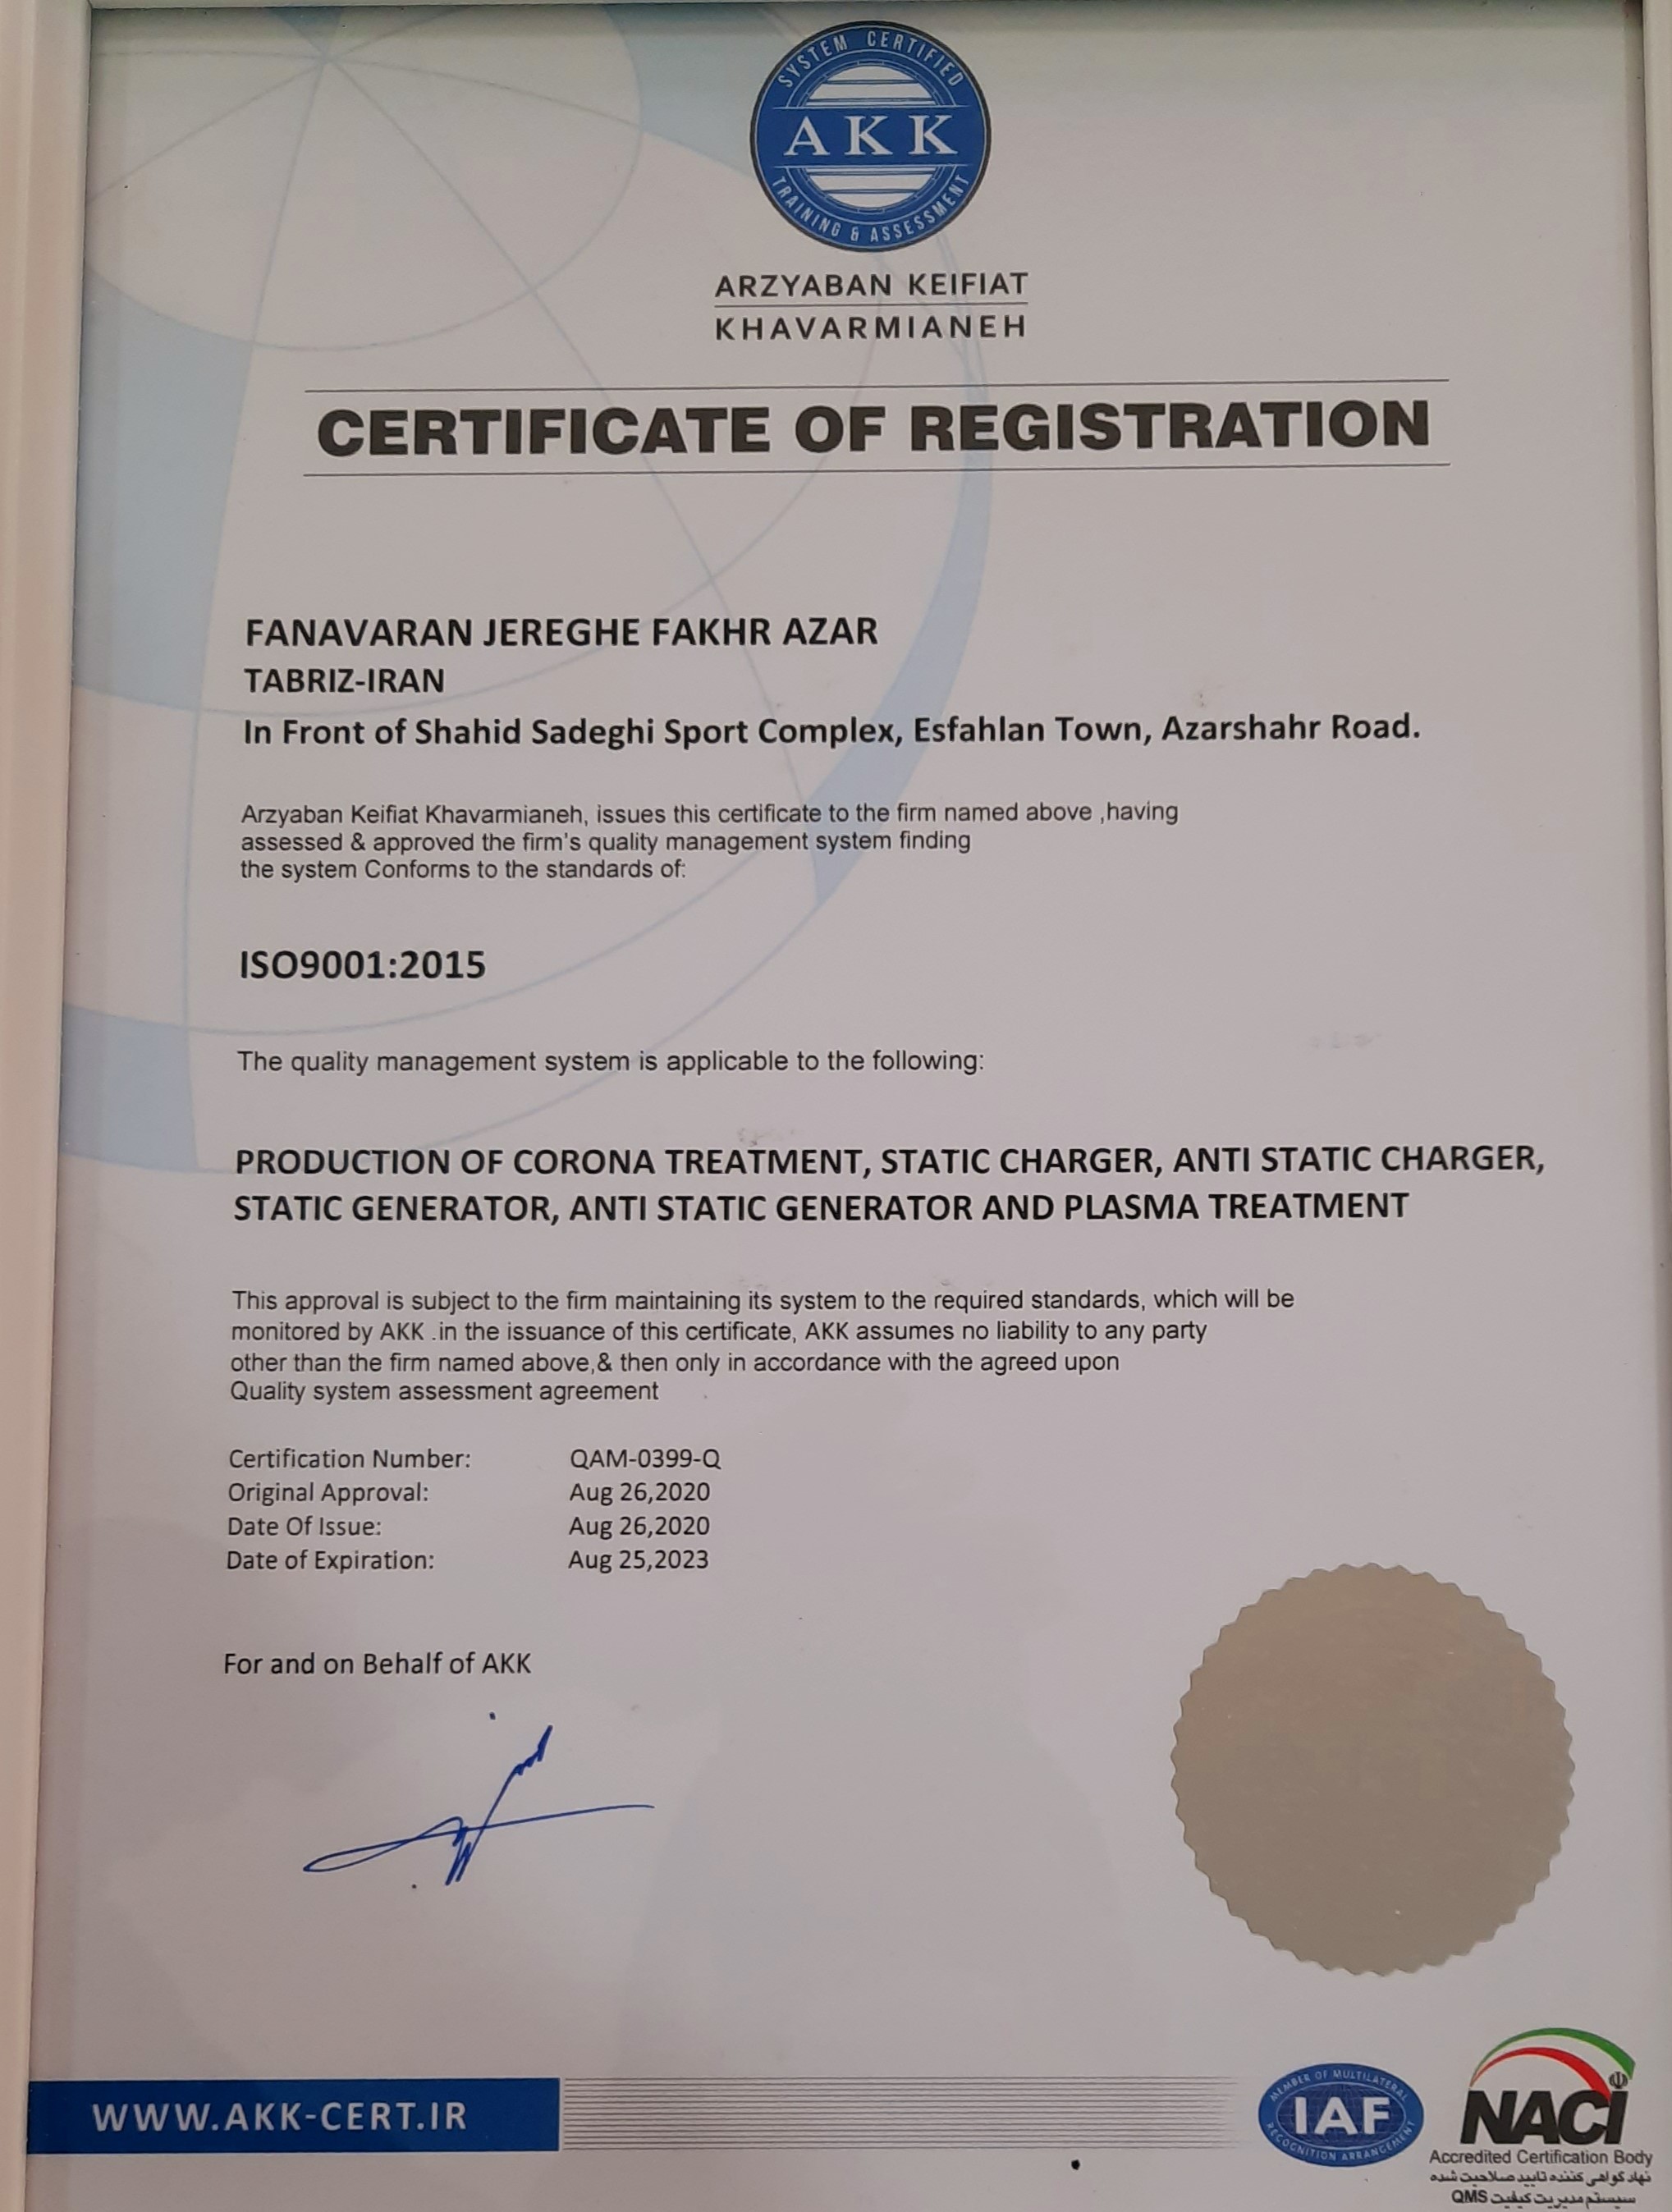 SYSTEM CERTIFIED
AKK
TRAINING & ASSESSMENT
ARZYABAN KEIFIAT
KHAVARMIANEH
CERTIFICATE OF REGISTRATION
FANAVARAN JEREGHE FAKHR AZAR
TABRIZ-IRAN
In Front of Shahid Sadeghi Sport Complex, Esfahlan Town, Azarshahr Road.
Arzyaban Keifiat Khavarmianeh, issues this certificate to the firm named above ,having
assessed & approved the firm's quality management system finding
the system Conforms to the standards of:
ISO9001:2015
The quality management system is applicable to the following:
PRODUCTION OF CORONA TREATMENT, STATIC CHARGER, ANTI STATIC CHARGER,
STATIC GENERATOR, ANTI STATIC GENERATOR AND PLASMA TREATMENT
This approval is subject to the firm maintaining its system to the required standards, which will be
monitored by AKK .in the issuance of this certificate, AKK assumes no liability to any party
other than the firm named above,& then only in accordance with the agreed upon
Quality system assessment agreement
Certification Number: QAM-0399-Q
Original Approval: Aug 26,2020
Date Of Issue: Aug 26,2020
Date of Expiration: Aug 25,2023
For and on Behalf of AKK
WWW.AKK-CERT.IR
MEMBER OF MULTILATERAL
IAF
RECOGNITION ARRANGEMENT
NACI
Accredited Certification Body
نهاد گواهی کننده تایید صلاحیت شده
سیستم مدیریت کیفیت QMS